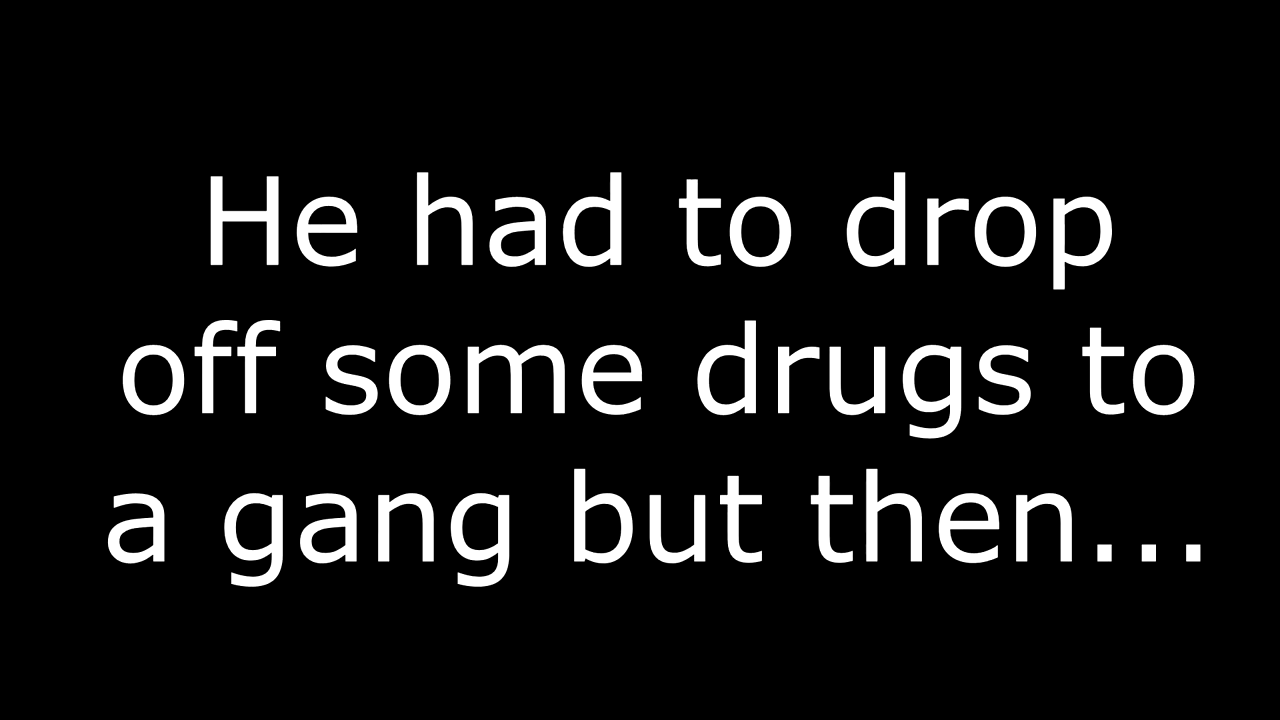 He had to drop
off some drugs to
a gang but then...